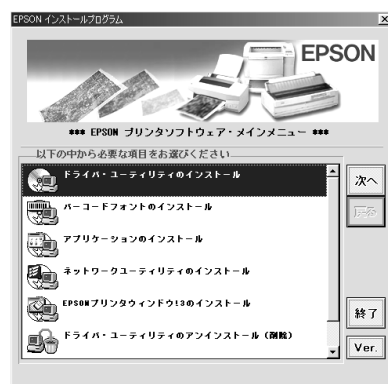 EPSON インストールプログラム
EPSON
*** EPSON プリンタソフトウェア・メインメニュー ***
以下の中から必要な項目をお選びください
ドライバ・ユーティリティのインストール
次へ
バーコードフォントのインストール
戻る
アプリケーションのインストール
ネットワークユーティリティのインストール
EPSONプリンタウィンドウ!3のインストール
終了
ドライバ・ユーティリティのアンインストール (削除)
Ver.